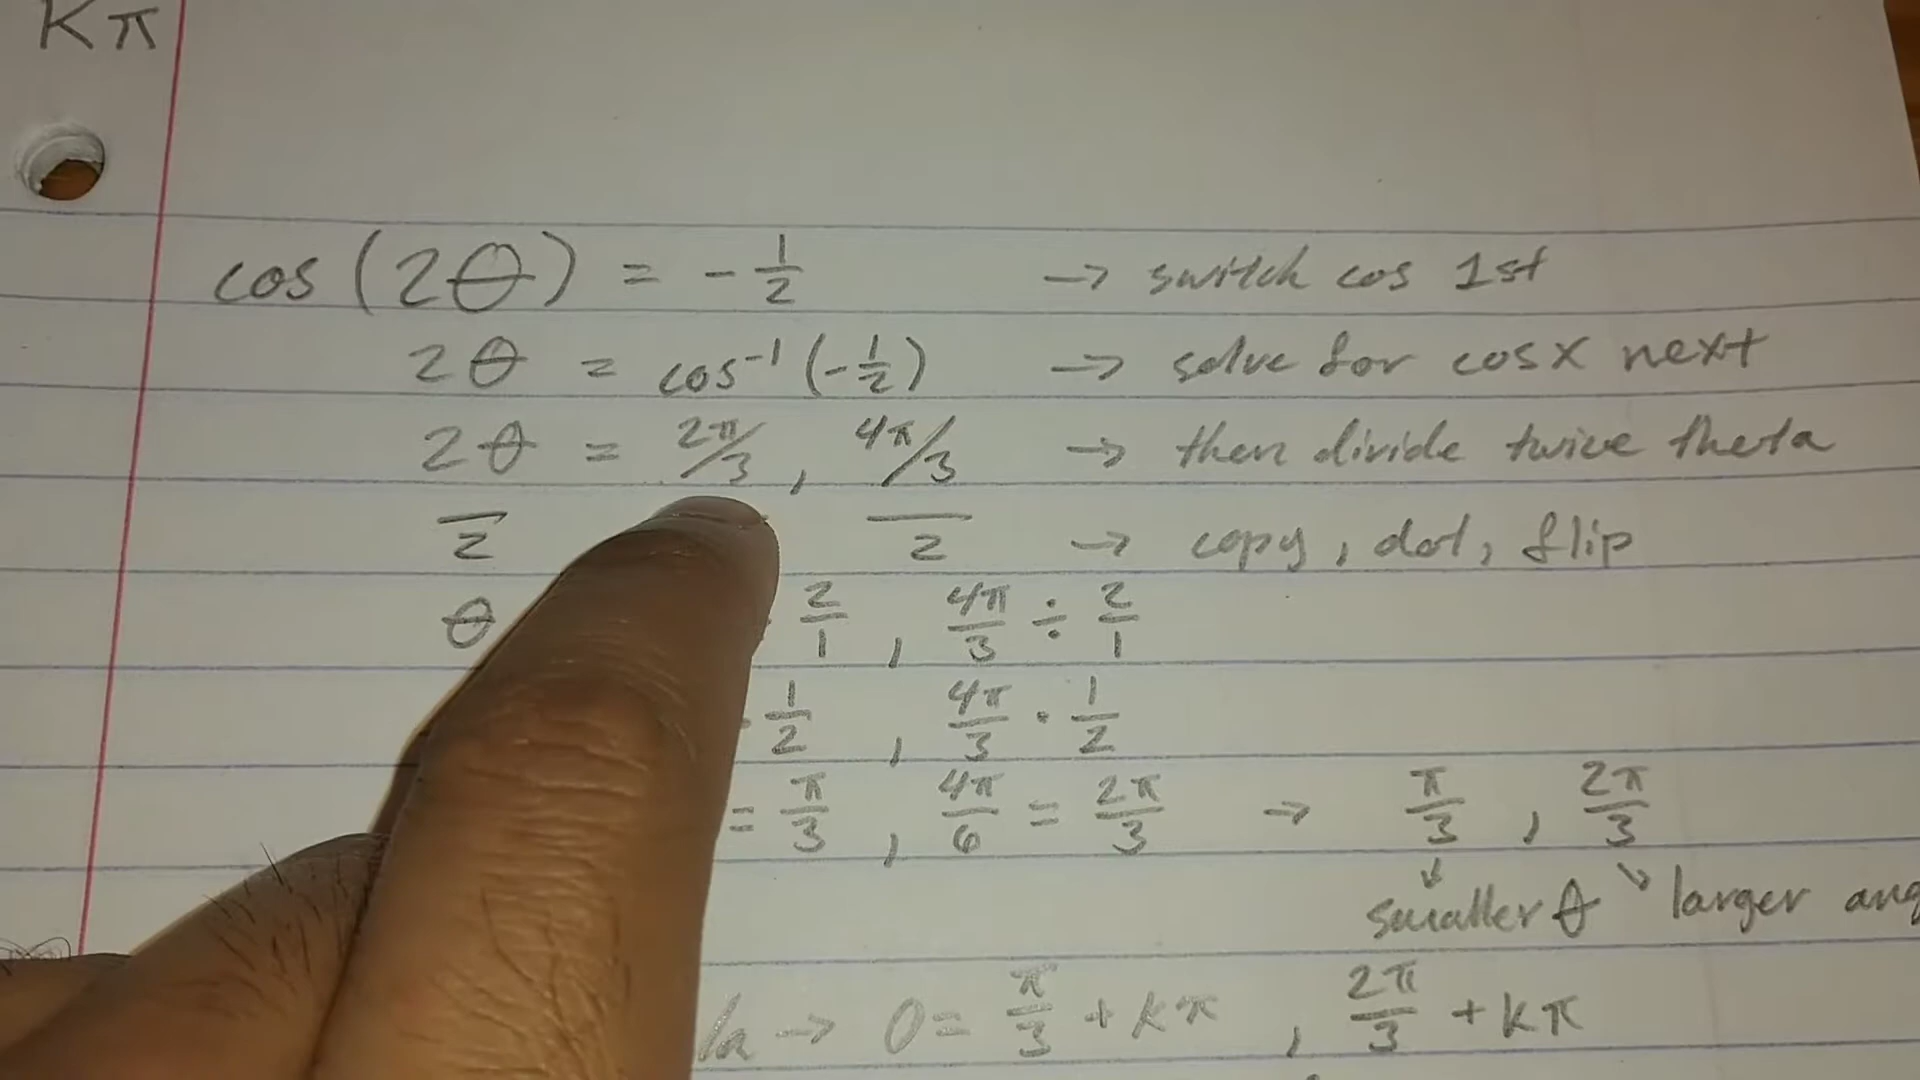 Kπ
cos (2θ) = -1/2 → switch cos 1st
2θ = cos⁻¹ (-1/2) → solve for cosx next
2θ = 2π/3 , 4π/3 → then divide twice theta
2 2 → copy, dot, flip
θ 2/1 , 4π/3 ÷ 2/1
· 1/2 , 4π/3 · 1/2
= π/3 , 4π/6 = 2π/3 → π/3 , 2π/3
smaller θ larger ang
la → θ = π/3 + kπ , 2π/3 + kπ